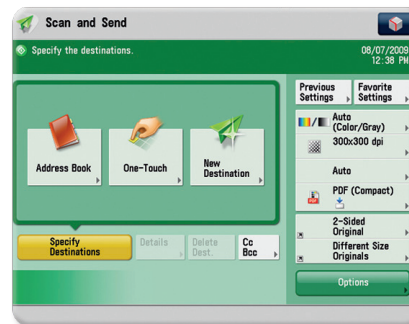 Scan and Send
Specify the destinations.
08/07/2009
12:38 PM
Previous
Settings
Favorite
Settings
Auto
(Color/Gray)
300x300 dpi
Auto
PDF (Compact)
2-Sided
Original
Different Size
Originals
Options
Address Book
One-Touch
New
Destination
Specify
Destinations
Details
Delete
Dest.
Cc
Bcc